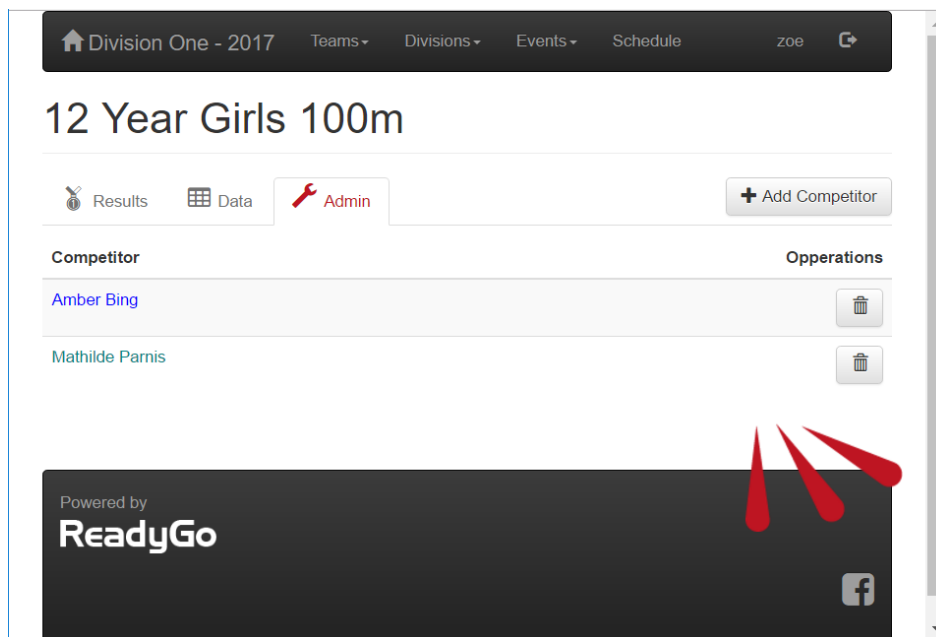 Division One - 2017 Teams Divisions Events Schedule zoe
12 Year Girls 100m
Results Data Admin + Add Competitor
Competitor Opperations
Amber Bing
Mathilde Parnis
Powered by
ReadyGo